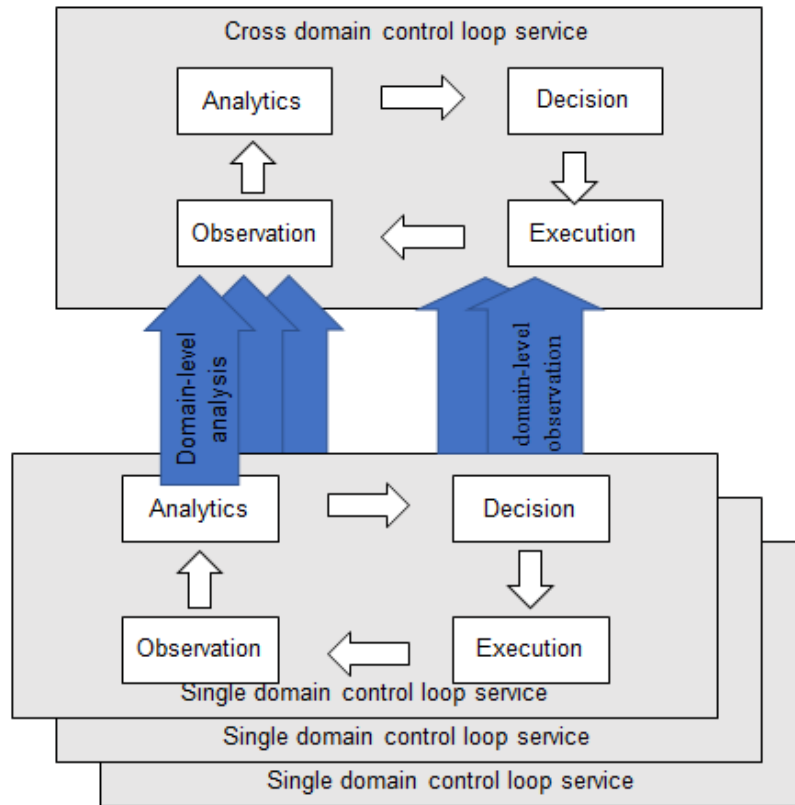 Cross domain control loop service
Analytics
Decision
Observation
Execution
Domain-level
analysis
domain-level
observation
Analytics
Decision
Observation
Execution
Single domain control loop service
Single domain control loop service
Single domain control loop service